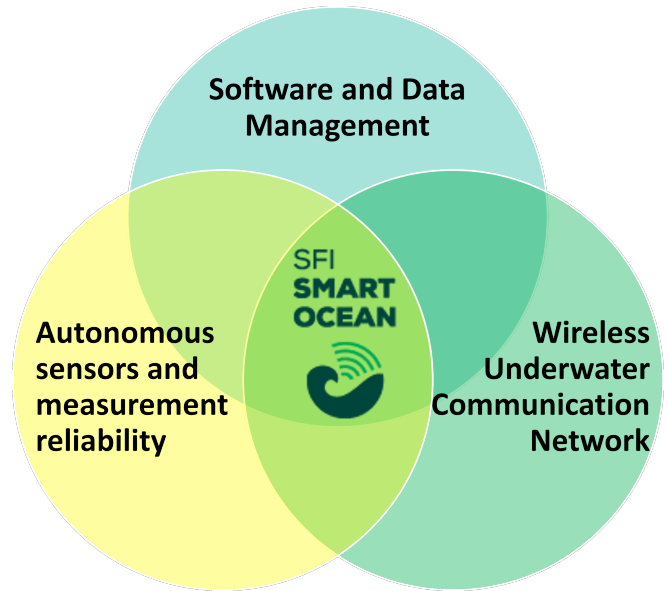 Software and Data
Management
SFI
SMART
OCEAN
Autonomous
sensors and
measurement
reliability
Wireless
Underwater
Communication
Network